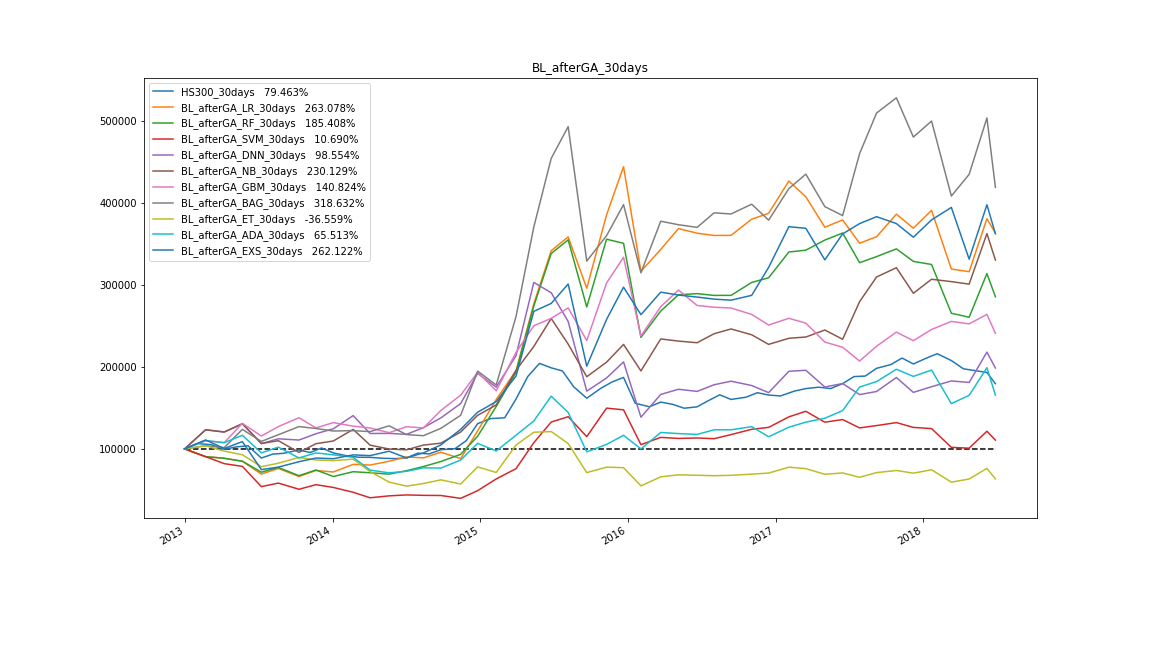 BL_afterGA_30days
HS300_30days 79.463%
BL_afterGA_LR_30days 263.078%
BL_afterGA_RF_30days 185.408%
BL_afterGA_SVM_30days 10.690%
BL_afterGA_DNN_30days 98.554%
BL_afterGA_NB_30days 230.129%
BL_afterGA_GBM_30days 140.824%
BL_afterGA_BAG_30days 318.632%
BL_afterGA_ET_30days -36.559%
BL_afterGA_ADA_30days 65.513%
BL_afterGA_EXS_30days 262.122%
500000
400000
300000
200000
100000
2013
2014
2015
2016
2017
2018